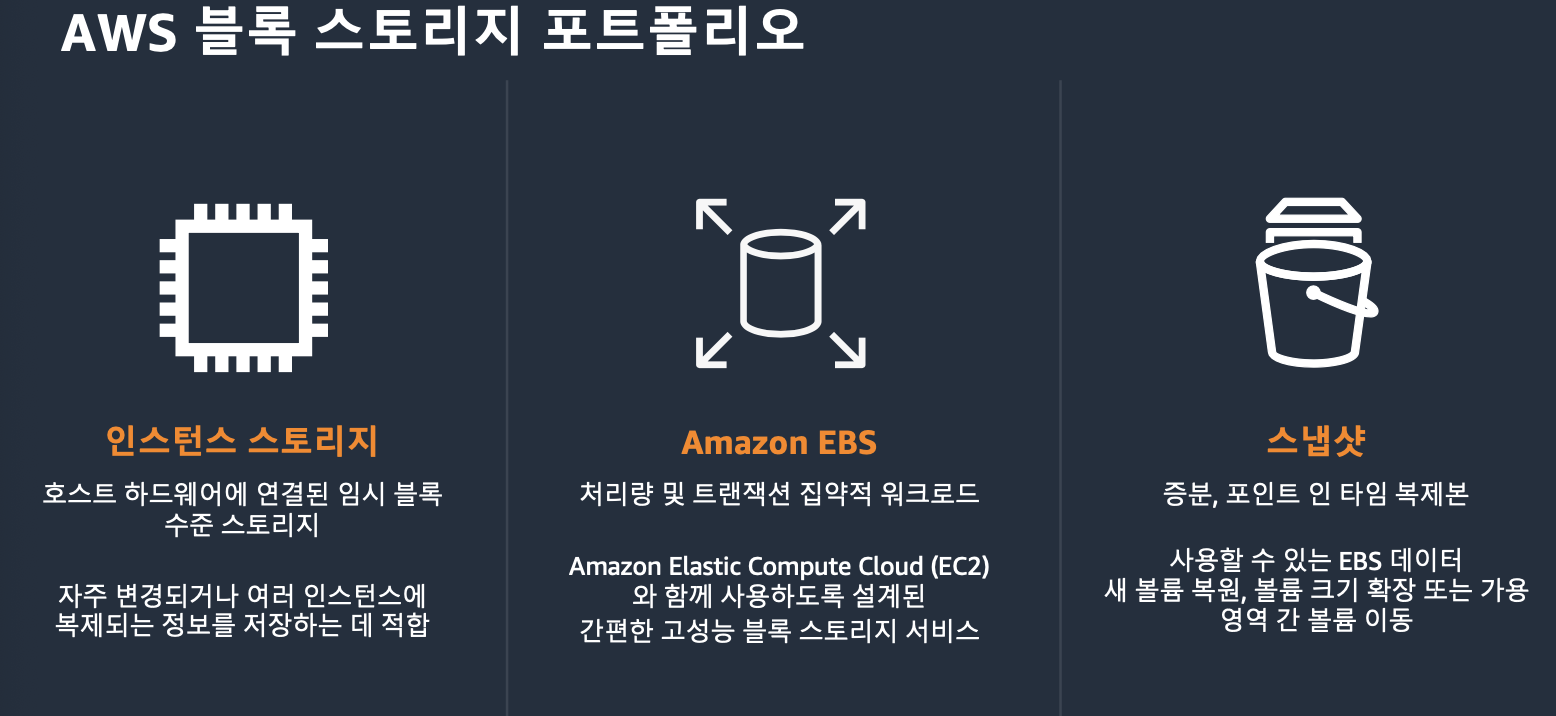 AWS 블록 스토리지 포트폴리오
인스턴스 스토리지
호스트 하드웨어에 연결된 임시 블록
수준 스토리지
자주 변경되거나 여러 인스턴스에
복제되는 정보를 저장하는 데 적합
Amazon EBS
처리량 및 트랜잭션 집약적 워크로드
Amazon Elastic Compute Cloud (EC2)
와 함께 사용하도록 설계된
간편한 고성능 블록 스토리지 서비스
스냅샷
증분, 포인트 인 타임 복제본
사용할 수 있는 EBS 데이터
새 볼륨 복원, 볼륨 크기 확장 또는 가용
영역 간 볼륨 이동